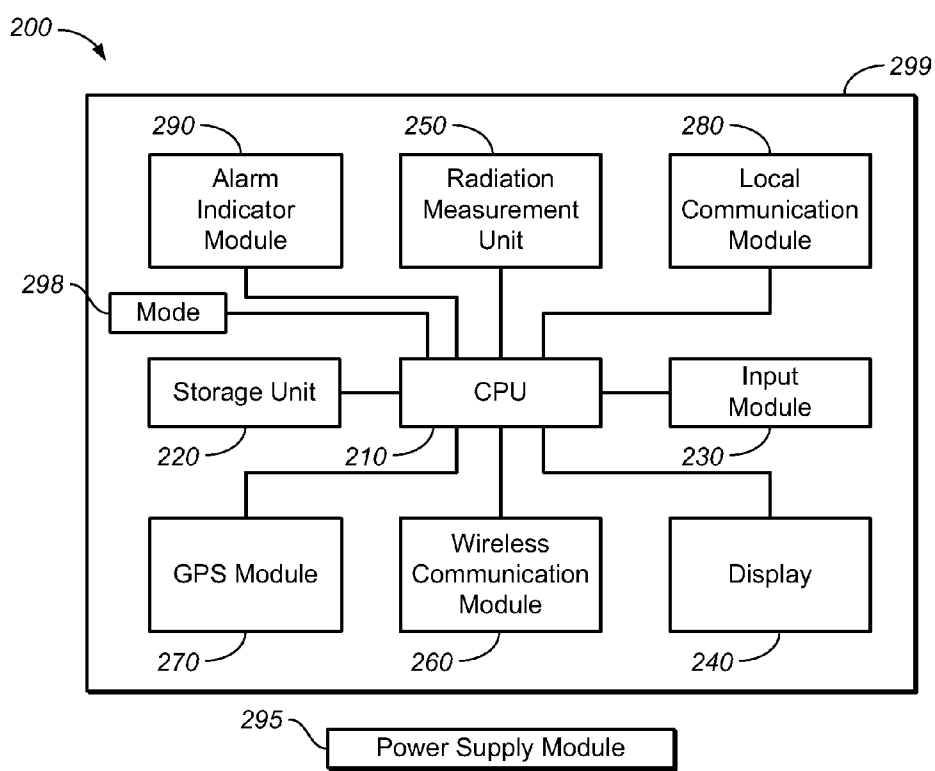 200
299
290
250
280
Alarm
Indicator
Module
Radiation
Measurement
Unit
Local
Communication
Module
298
Mode
Storage Unit
CPU
Input
Module
220
210
230
GPS Module
Wireless
Communication
Module
Display
270
260
240
295
Power Supply Module